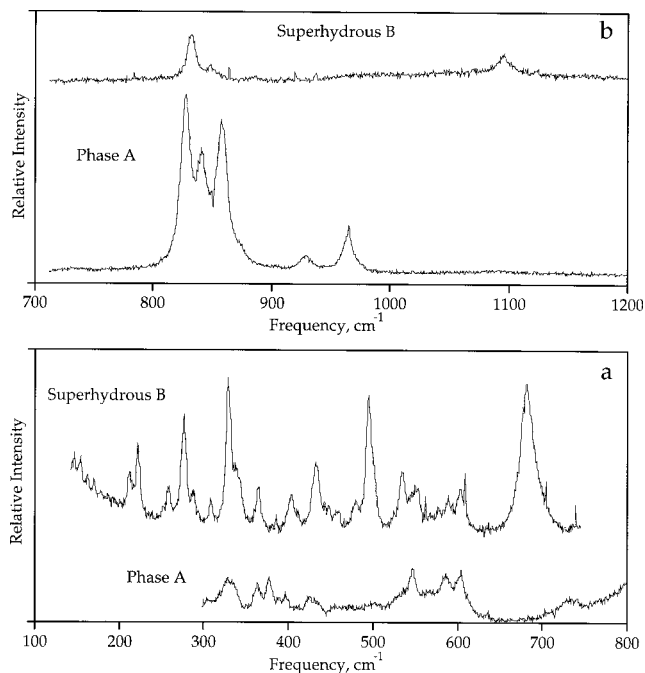 Superhydrous B
b
Relative Intensity
Phase A
700 800 900 1000 1100 1200
Frequency, cm-1
a
Superhydrous B
Relative Intensity
Phase A
100 200 300 400 500 600 700 800
Frequency, cm-1